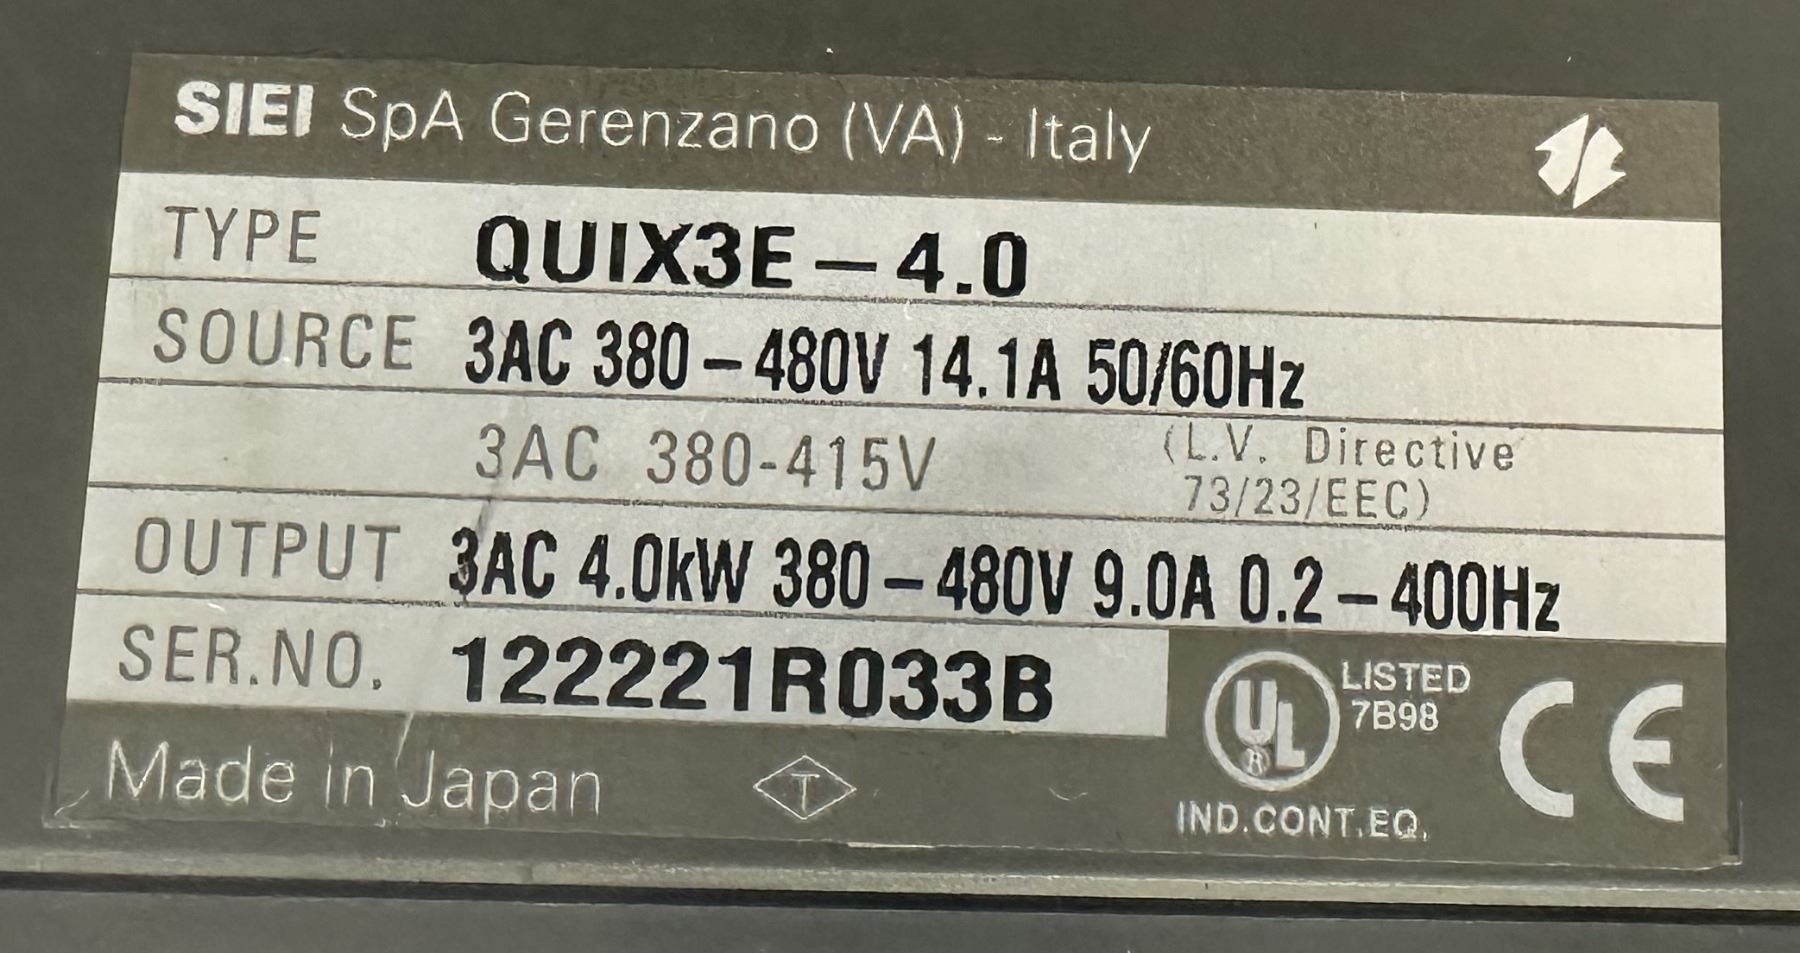 SIEI SpA Gerenzano (VA) - Italy
TYPE QUIX3E-4.0
SOURCE 3AC 380-480V 14.1A 50/60Hz
3AC 380-415V (L.V. Directive
73/23/EEC)
OUTPUT 3AC 4.0kW 380-480V 9.0A 0.2-400Hz
SER.NO. 122221R033B
Made in Japan
T
UL
®
LISTED
7B98
IND.CONT.EQ.
CE